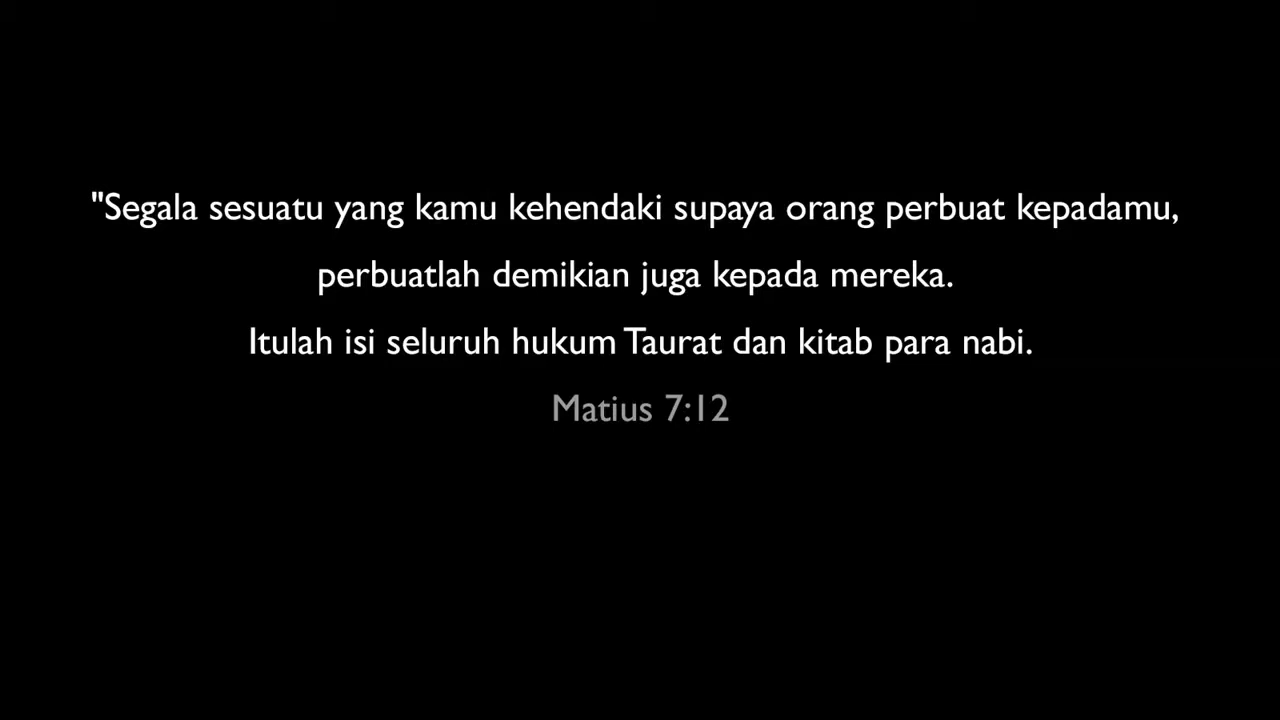 "Segala sesuatu yang kamu kehendaki supaya orang perbuat kepadamu,
perbuatlah demikian juga kepada mereka.
Itulah isi seluruh hukum Taurat dan kitab para nabi.
Matius 7:12